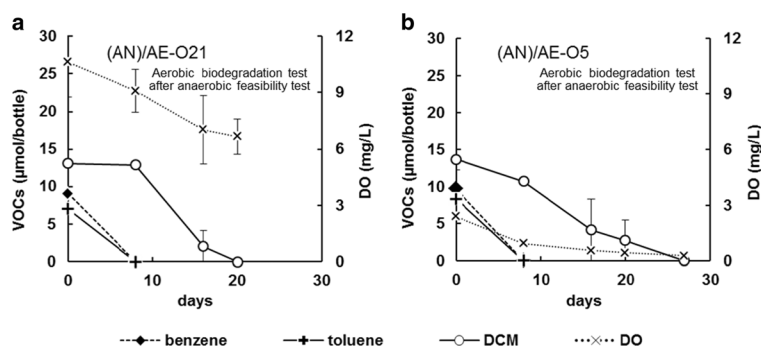 a
(AN)/AE-O21
Aerobic biodegradation test
after anaerobic feasibility test
VOCs (μmol/bottle)
30
25
20
15
10
5
0
DO (mg/L)
12
9
6
3
0
0 10 20 30
days
b
(AN)/AE-O5
Aerobic biodegradation test
after anaerobic feasibility test
VOCs (μmol/bottle)
30
25
20
15
10
5
0
DO (mg/L)
12
9
6
3
0
0 10 20 30
days
benzene toluene DCM DO